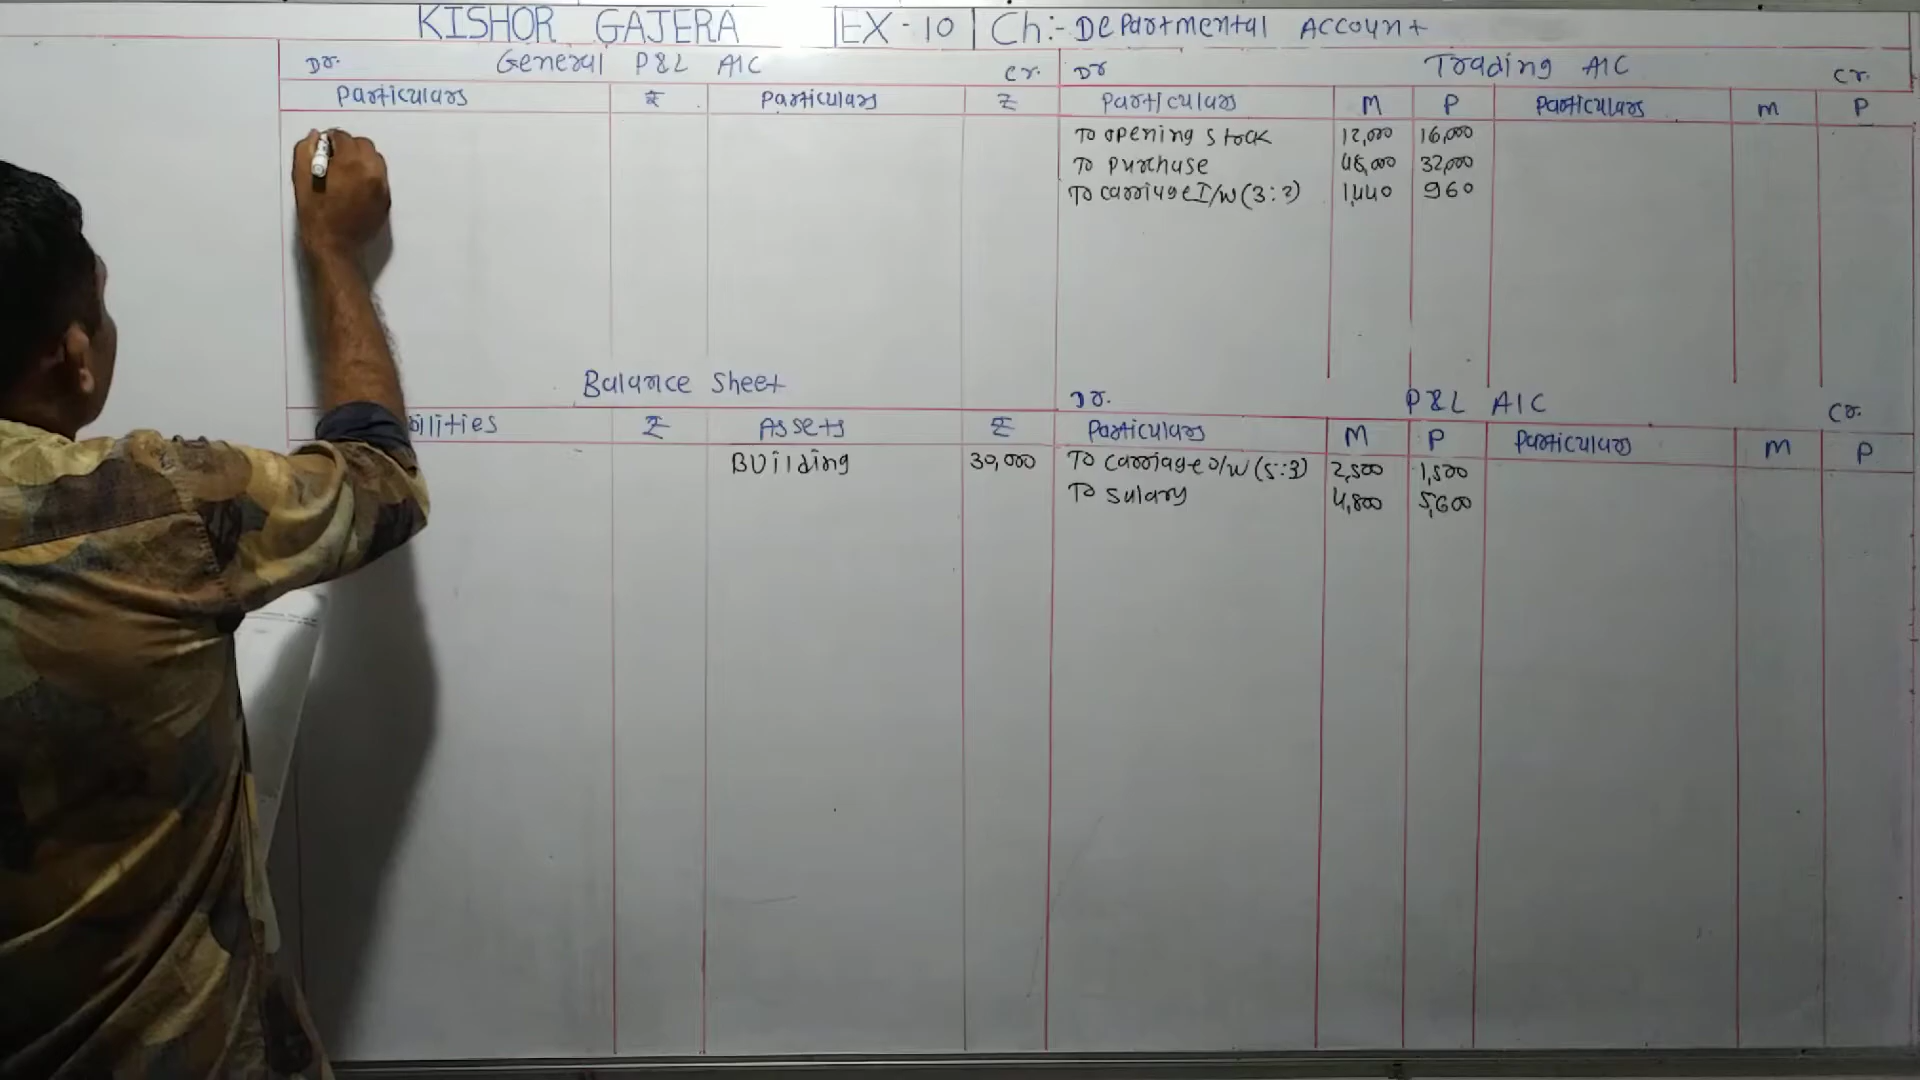 KISHOR GAJERA EX-10 Ch:- Departmental Account
Dr. General P&L A/C Cr.
Particulars ₹ Particulars ₹
Dr Trading A/C Cr.
Particulars M P Particulars M P
To opening stock 12,000 16,000
To purchase 48,000 32,000
To carriage I/W (3:2) 1,440 960
Balance Sheet
ilities ₹ Assets ₹
Building 30,000
Dr. P&L A/C Cr.
Particulars M P Particulars M P
To carriage O/W (5:3) 2,500 1,500
To salary 4,800 5,600